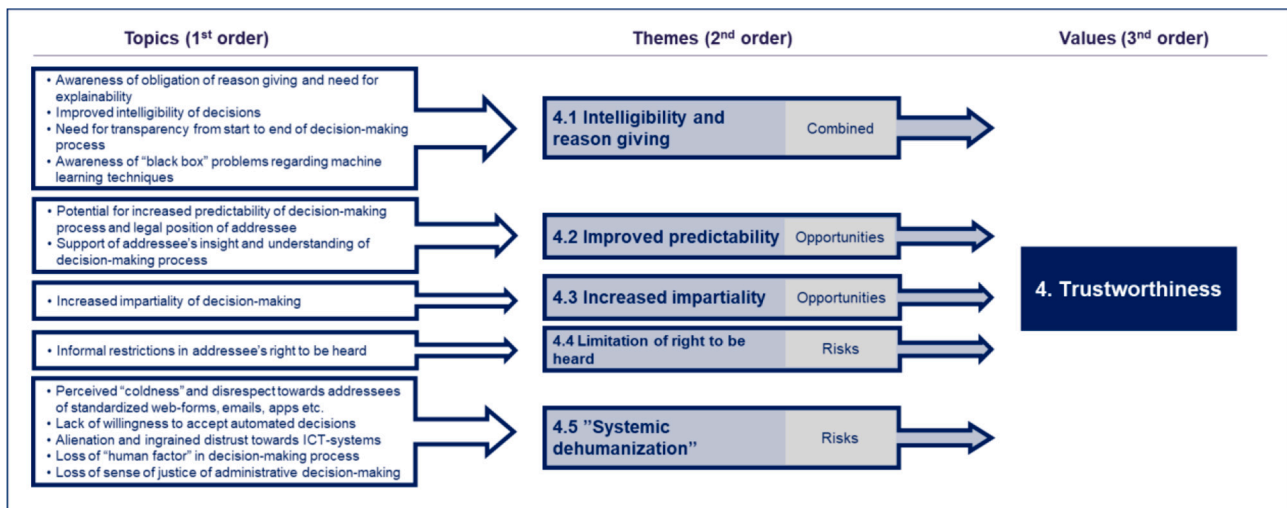 Topics (1st order)
Themes (2nd order)
Values (3rd order)
• Awareness of obligation of reason giving and need for
explainability
• Improved intelligibility of decisions
• Need for transparency from start to end of decision-making
process
• Awareness of “black box” problems regarding machine
learning techniques
4.1 Intelligibility and
reason giving
Combined
• Potential for increased predictability of decision-making
process and legal position of addressee
• Support of addressee’s insight and understanding of
decision-making process
4.2 Improved predictability
Opportunities
• Increased impartiality of decision-making
4.3 Increased impartiality
Opportunities
• Informal restrictions in addressee’s right to be heard
4.4 Limitation of right to be
heard
Risks
• Perceived “coldness” and disrespect towards addressees
of standardized web-forms, emails, apps etc.
• Lack of willingness to accept automated decisions
• Alienation and ingrained distrust towards ICT-systems
• Loss of “human factor” in decision-making process
• Loss of sense of justice of administrative decision-making
4.5 ”Systemic
dehumanization”
Risks
4. Trustworthiness